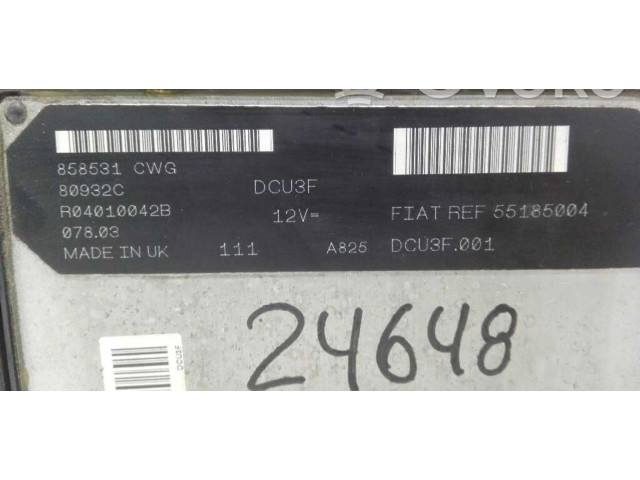 858531 CWG
80932C DCU3F
R04010042B 12V= FIAT REF 55185004
078.03
MADE IN UK 111 A825 DCU3F.001
24648
DCU3F